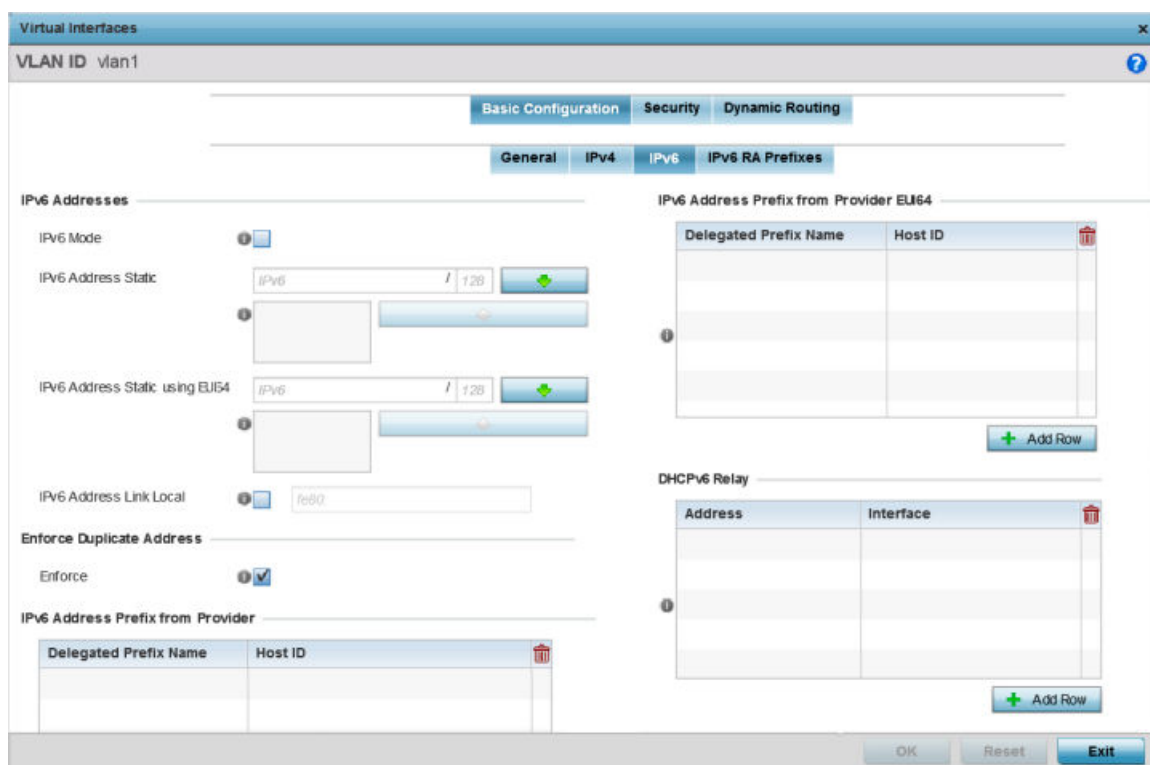 Virtual Interfaces
VLAN ID vlan1
Basic Configuration Security Dynamic Routing
General IPv4 IPv6 IPv6 RA Prefixes
IPv6 Addresses
IPv6 Mode
IPv6 Address Static
IPv6 / 128
IPv6 Address Static using EUI64
IPv6 / 128
IPv6 Address Link Local
fe80:
Enforce Duplicate Address
Enforce
IPv6 Address Prefix from Provider
Delegated Prefix Name Host ID
IPv6 Address Prefix from Provider EUI64
Delegated Prefix Name Host ID
Add Row
DHCPv6 Relay
Address Interface
Add Row
OK Reset Exit